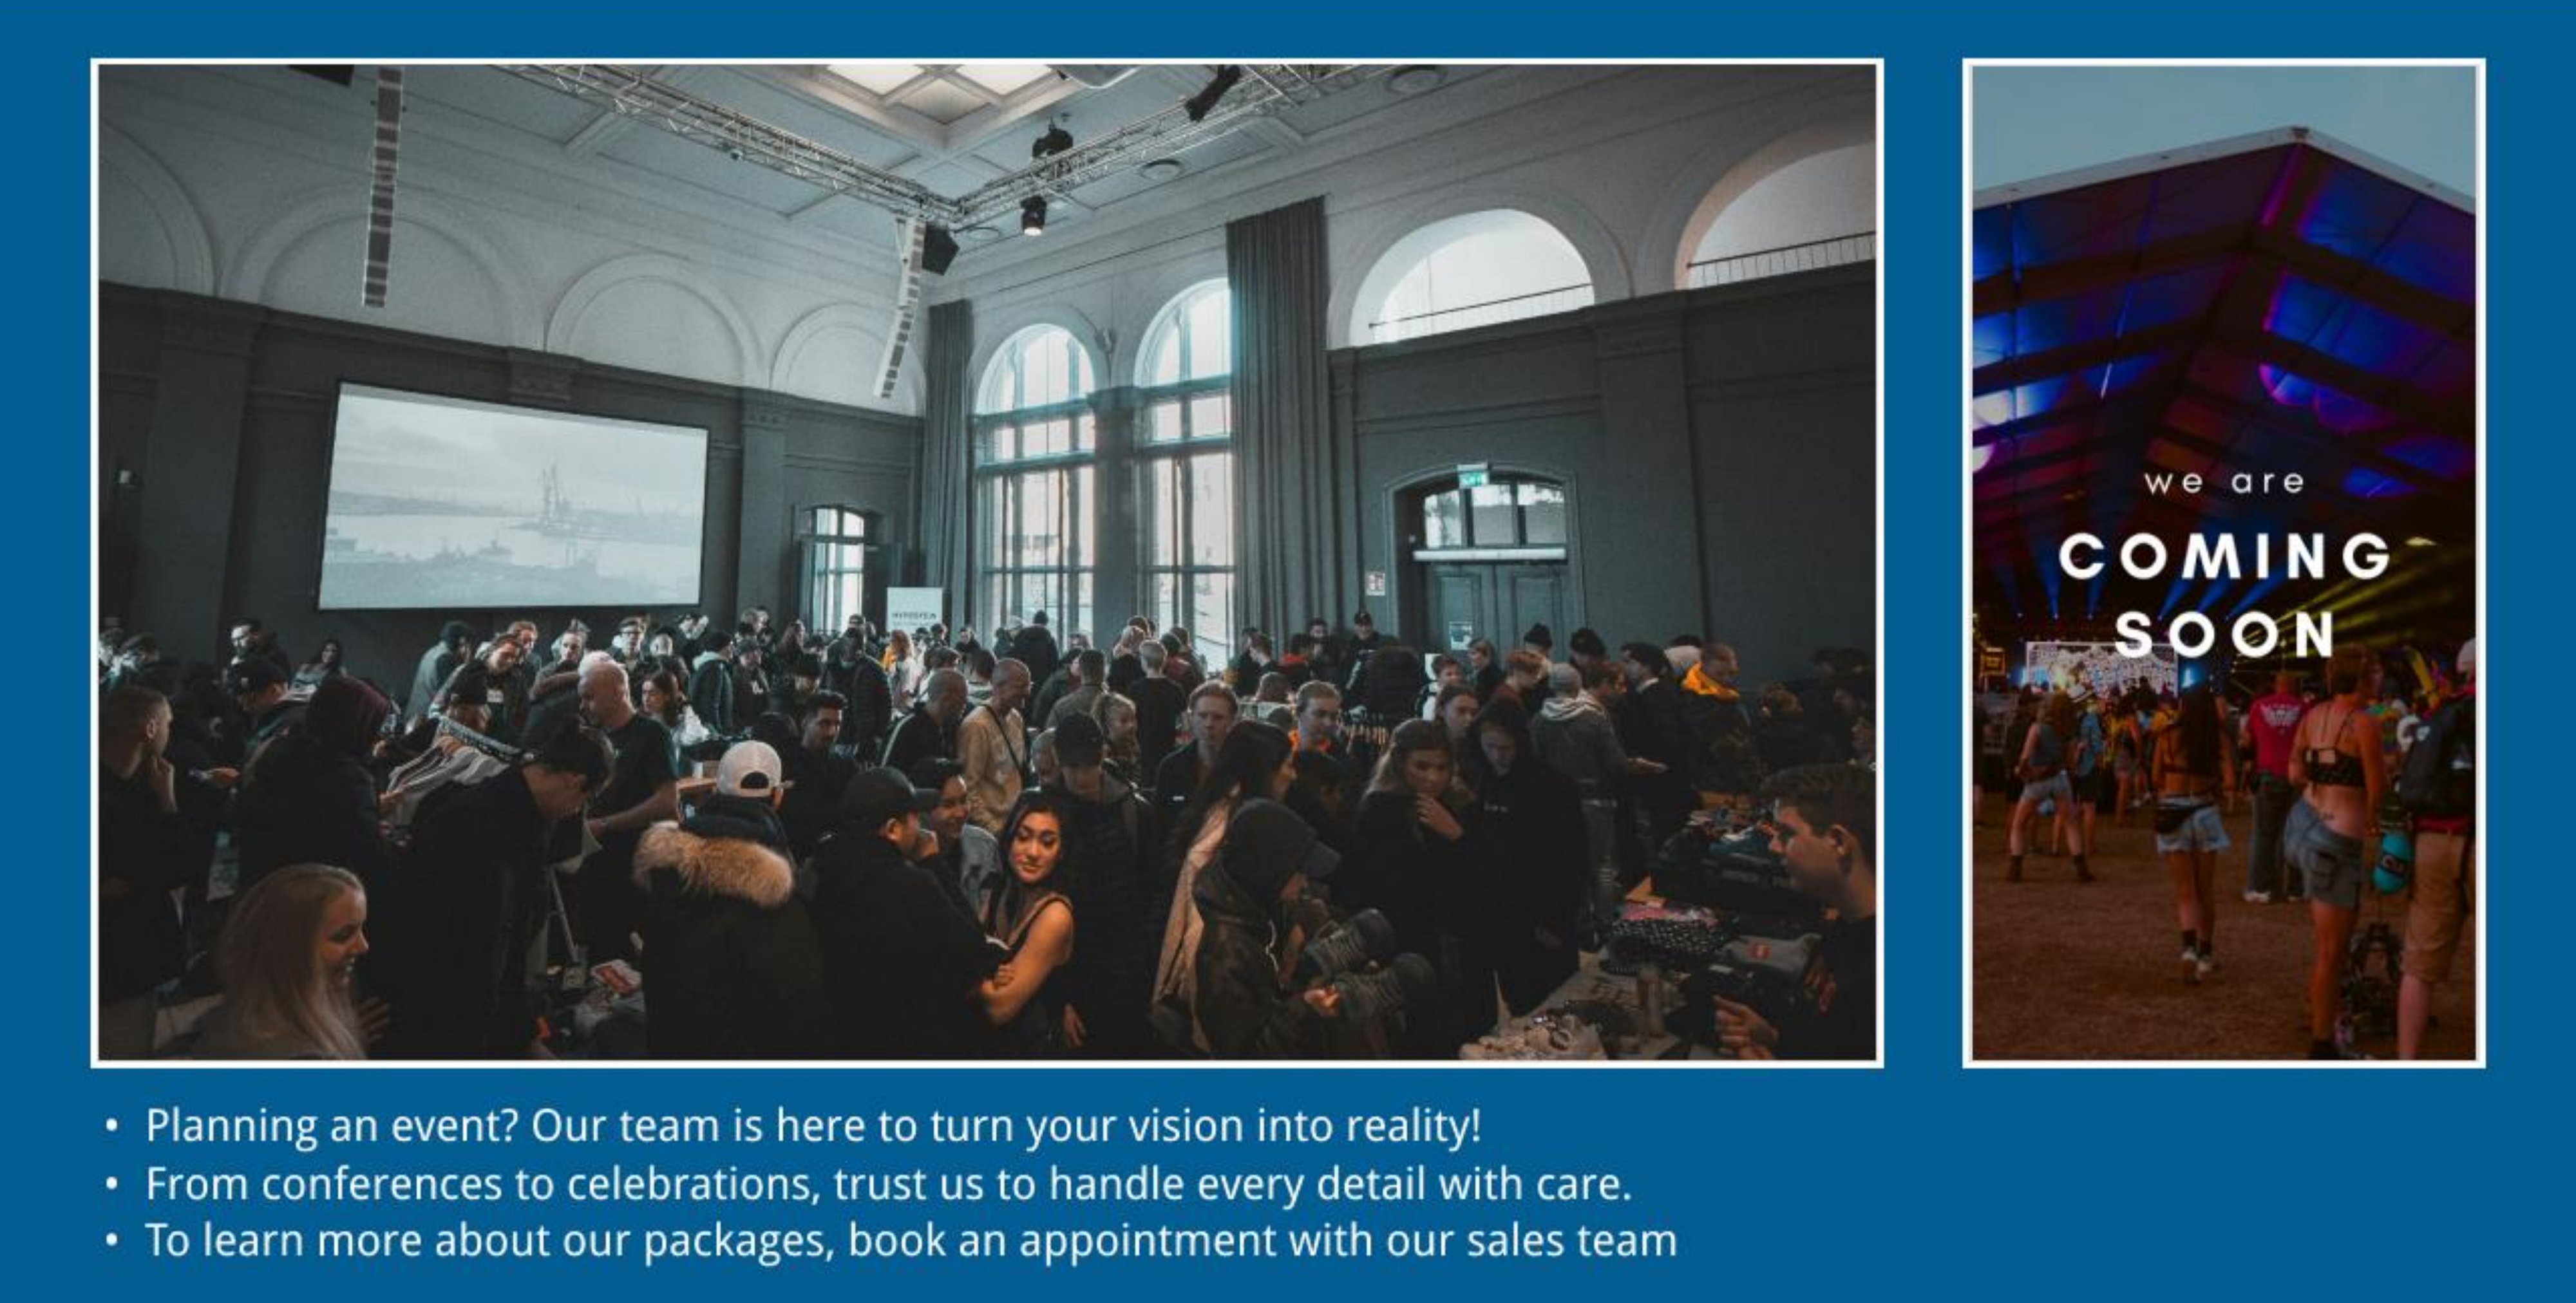 we are
COMING
SOON
• Planning an event? Our team is here to turn your vision into reality!
• From conferences to celebrations, trust us to handle every detail with care.
• To learn more about our packages, book an appointment with our sales team